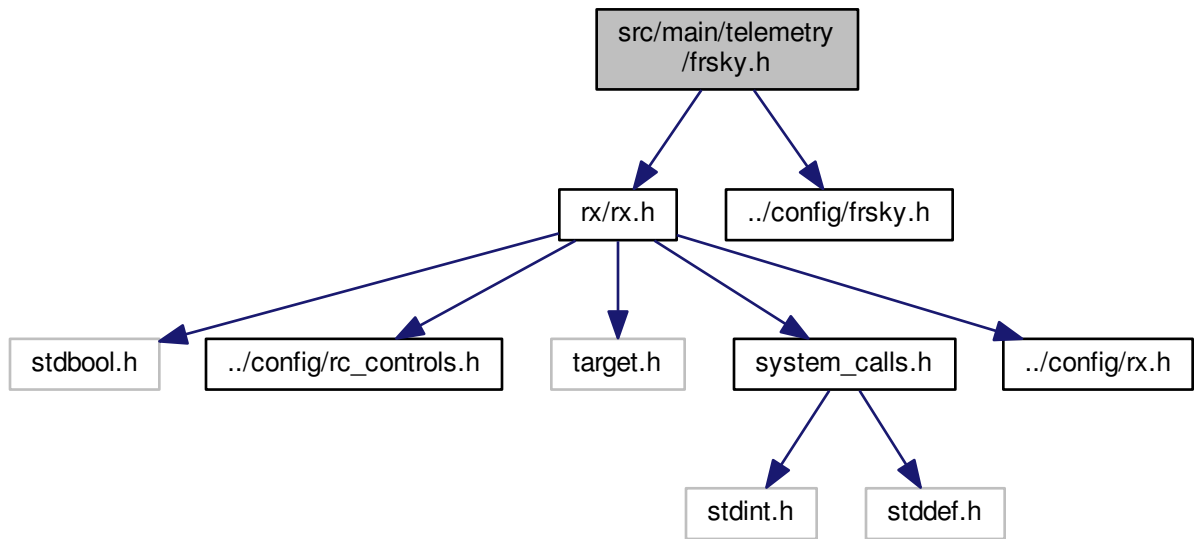 src/main/telemetry
/frsky.h
rx/rx.h
../config/frsky.h
stdbool.h
../config/rc_controls.h
target.h
system_calls.h
../config/rx.h
stdint.h
stddef.h